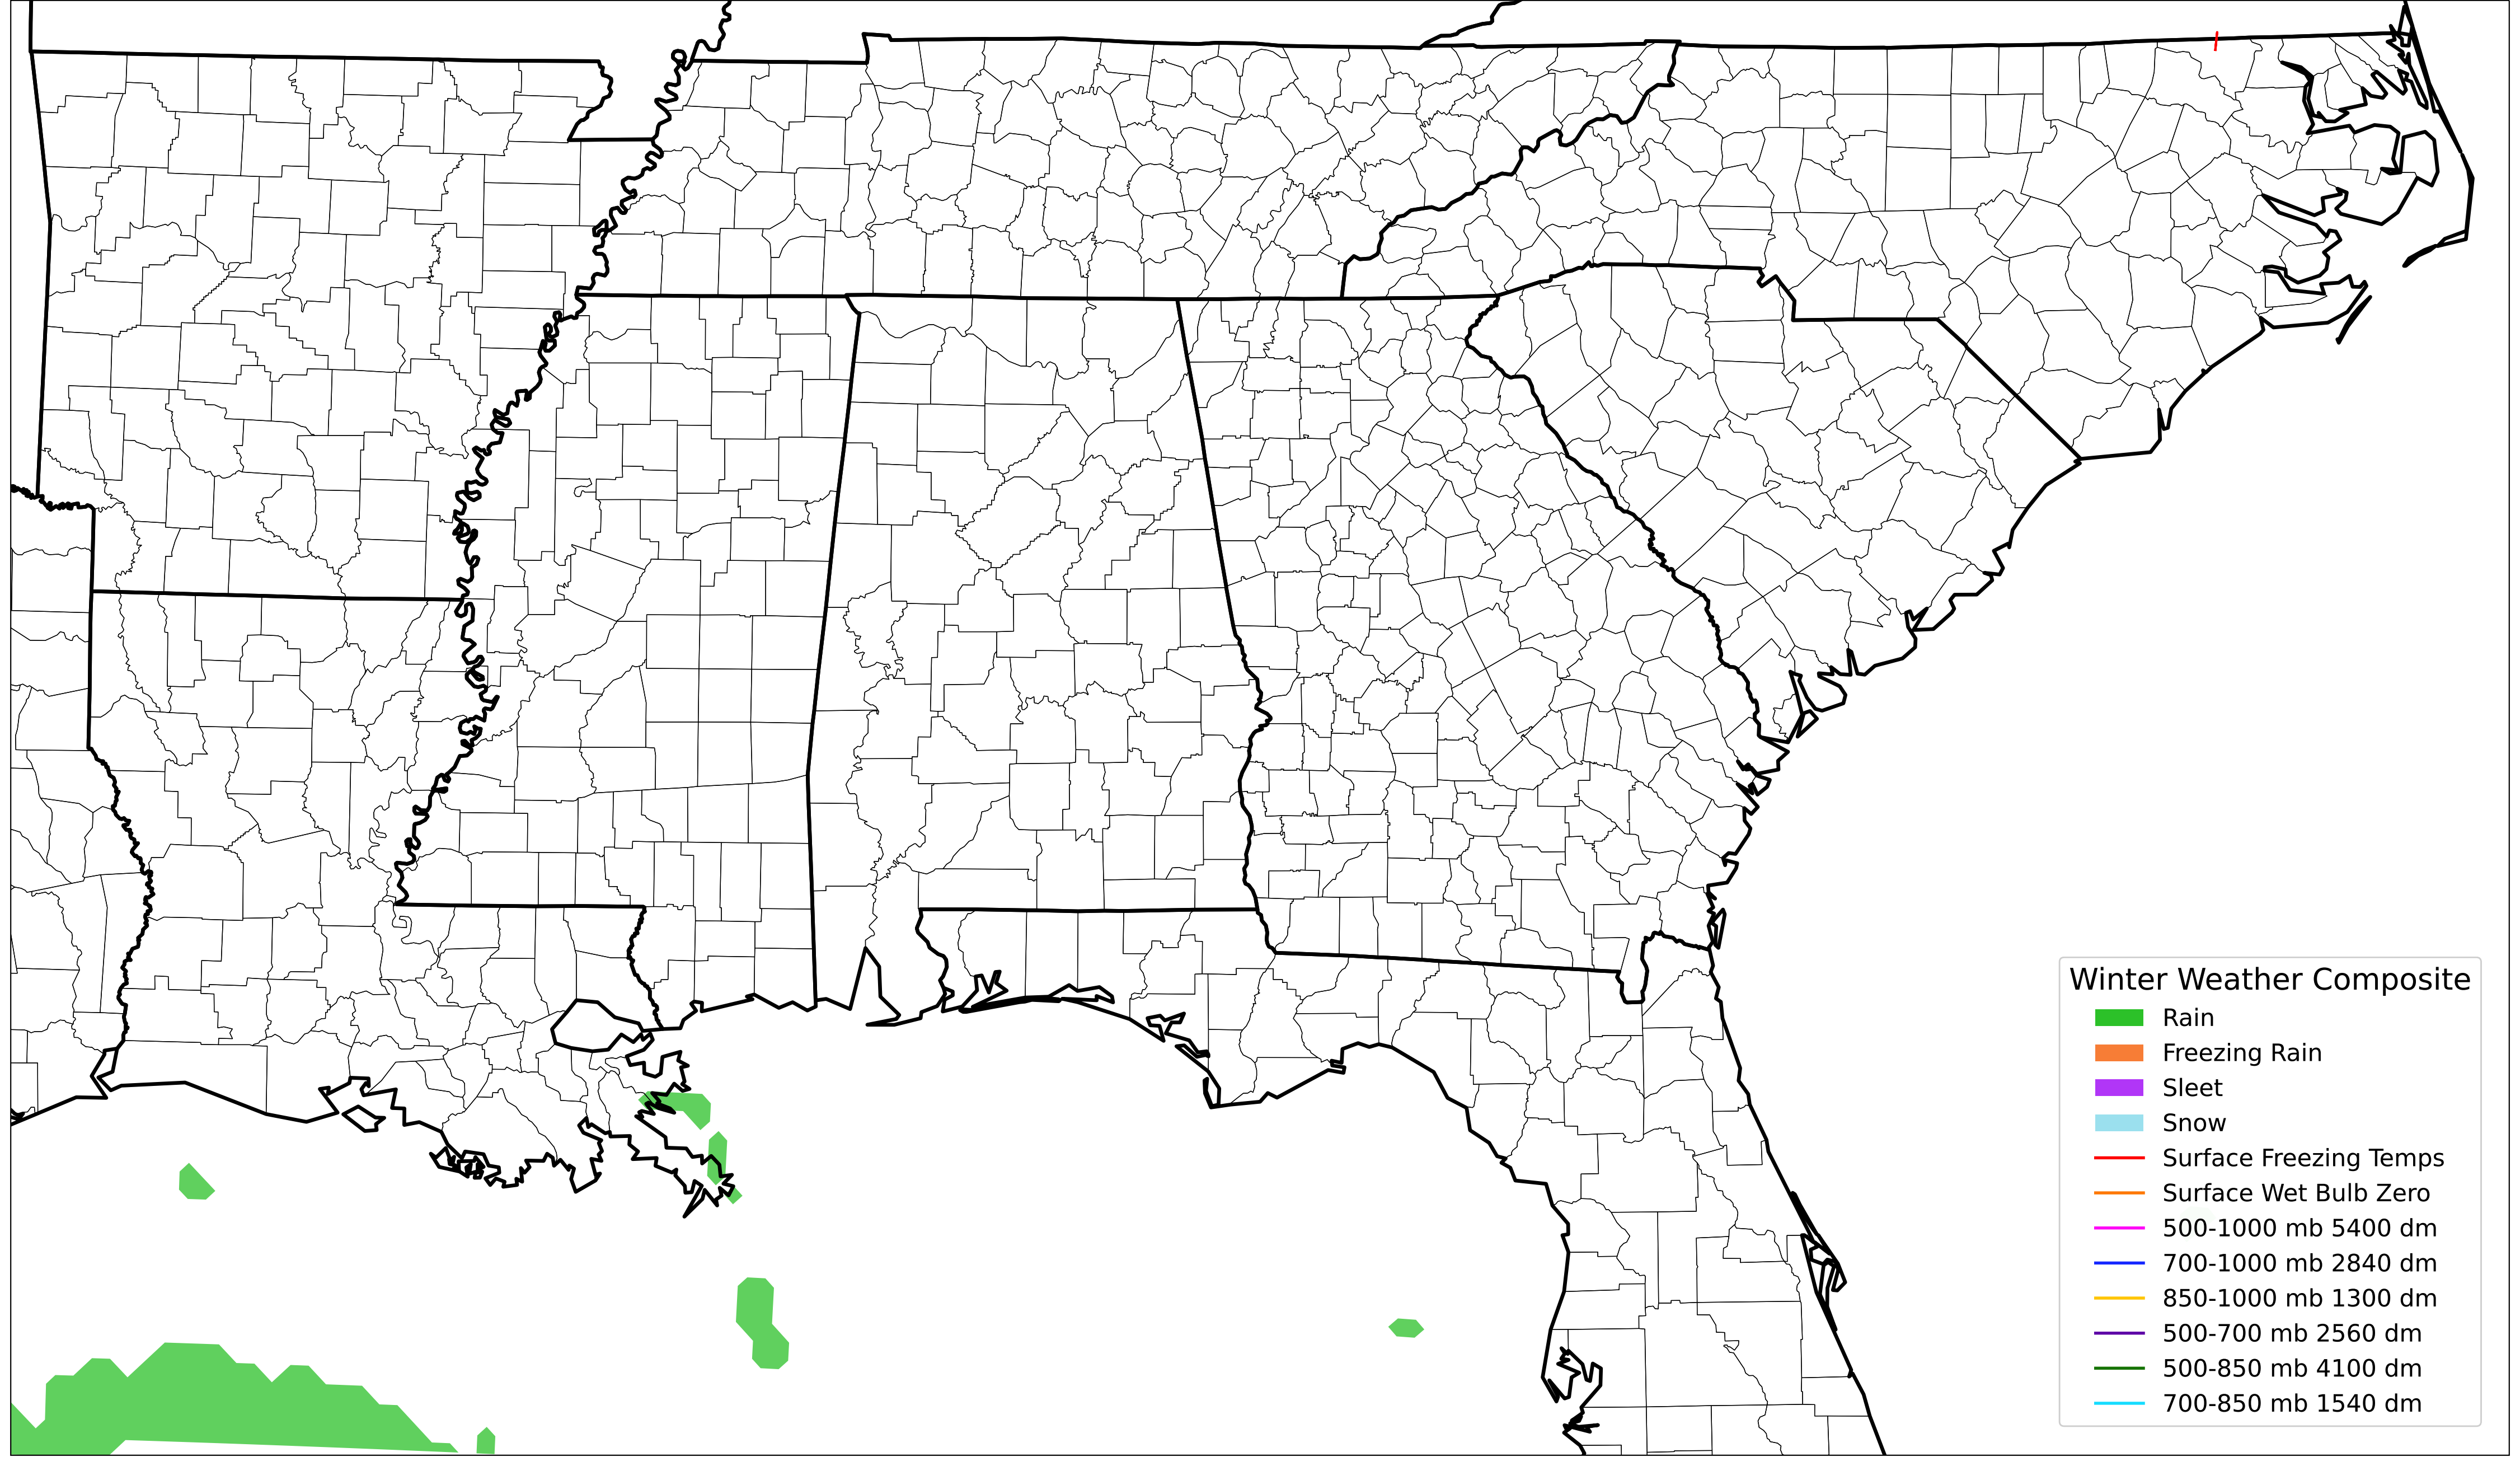 Winter Weather Composite
Rain
Freezing Rain
Sleet
Snow
Surface Freezing Temps
Surface Wet Bulb Zero
500-1000 mb 5400 dm
700-1000 mb 2840 dm
850-1000 mb 1300 dm
500-700 mb 2560 dm
500-850 mb 4100 dm
700-850 mb 1540 dm